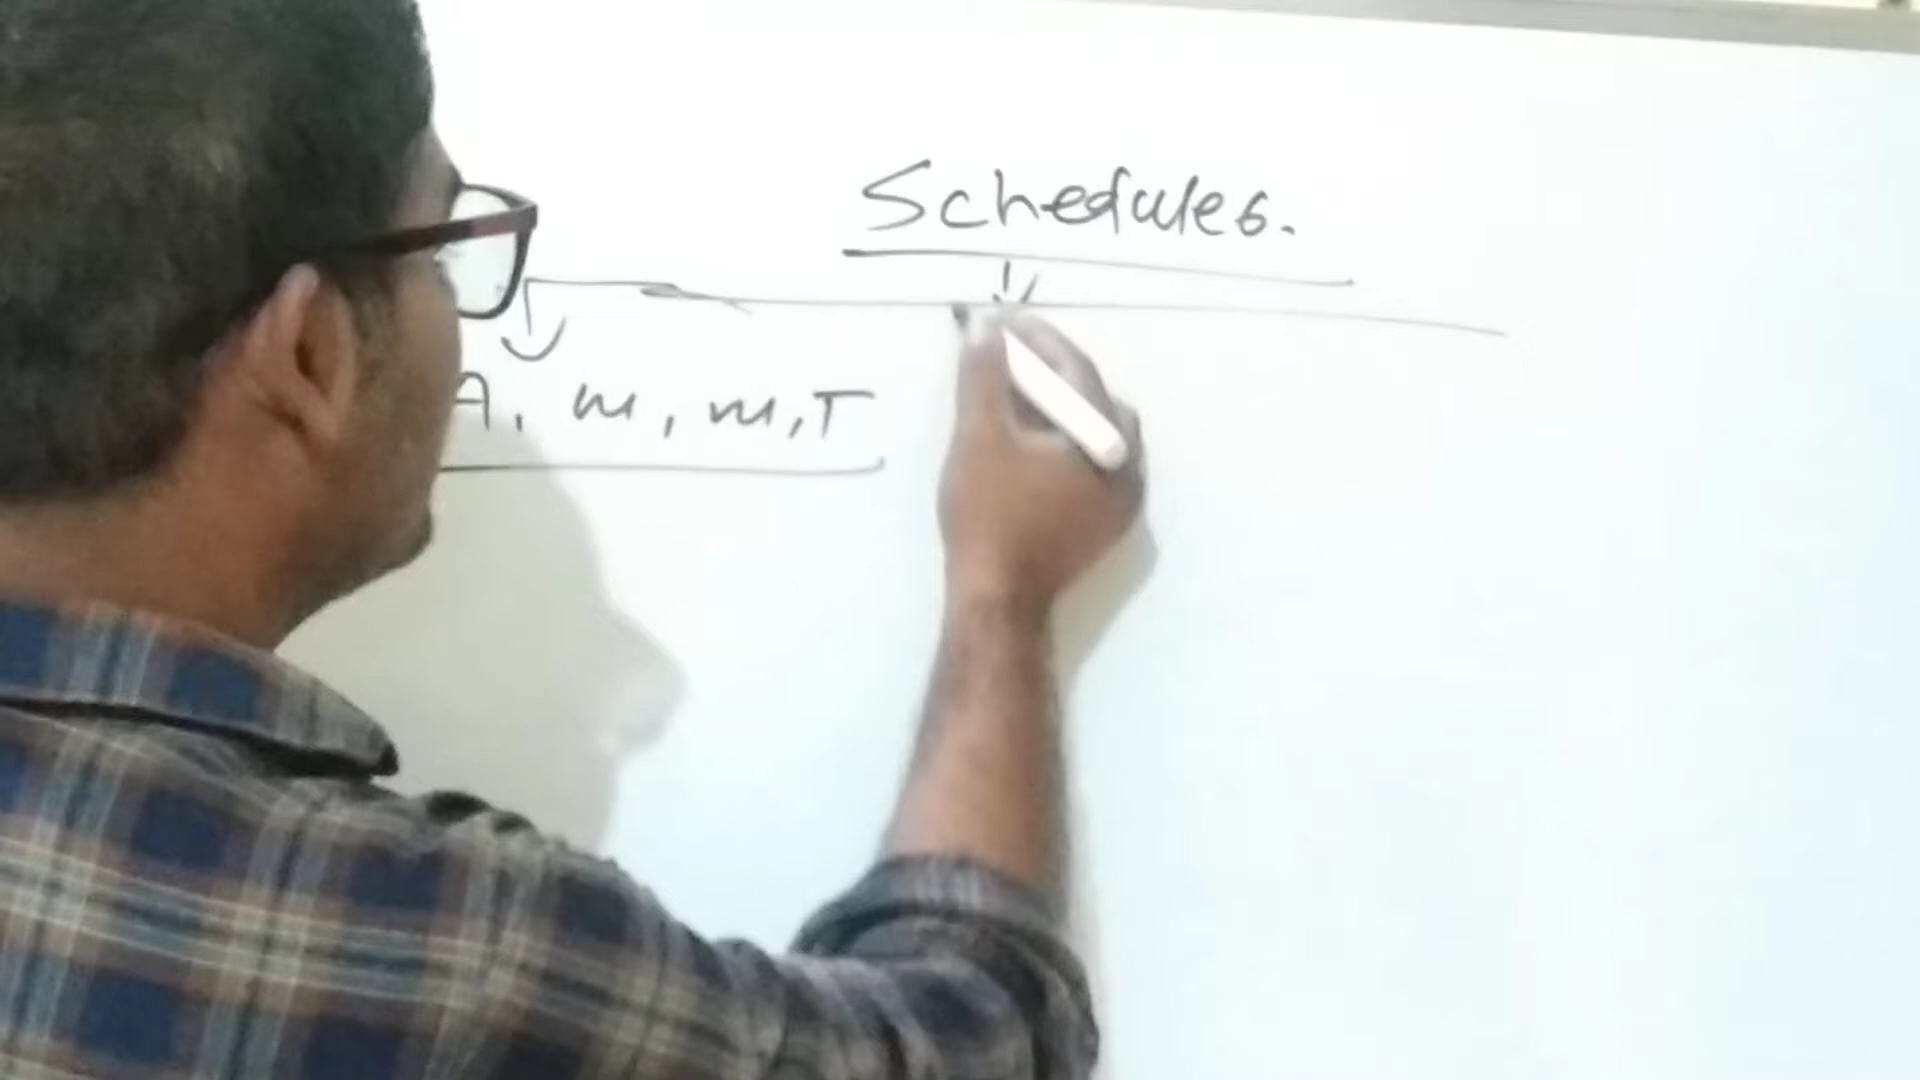 Schedules.
A, m, m, T